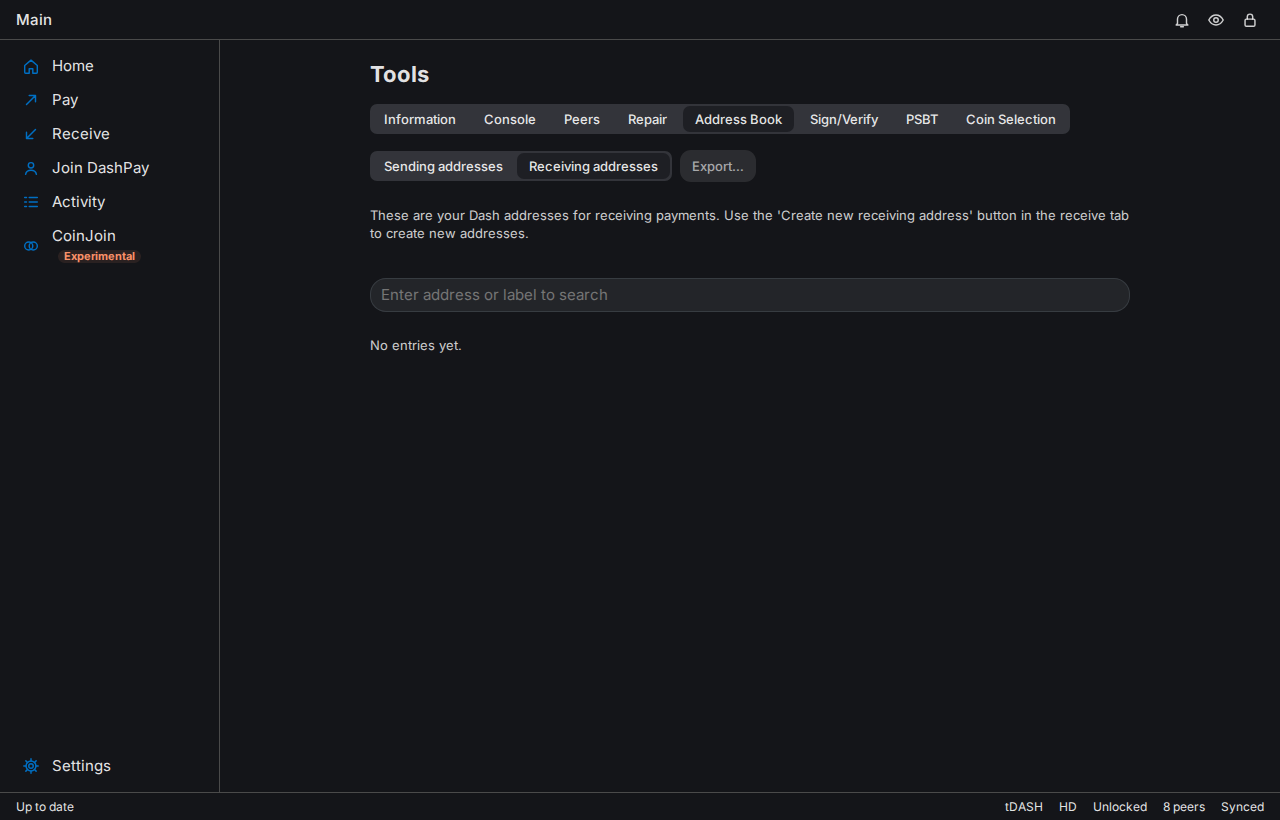 Main
Home
Pay
Receive
Join DashPay
Activity
CoinJoin
Experimental
Settings
Tools
Information Console Peers Repair Address Book Sign/Verify PSBT Coin Selection
Sending addresses Receiving addresses Export...
These are your Dash addresses for receiving payments. Use the 'Create new receiving address' button in the receive tab
to create new addresses.
Enter address or label to search
No entries yet.
Up to date
tDASH HD Unlocked 8 peers Synced